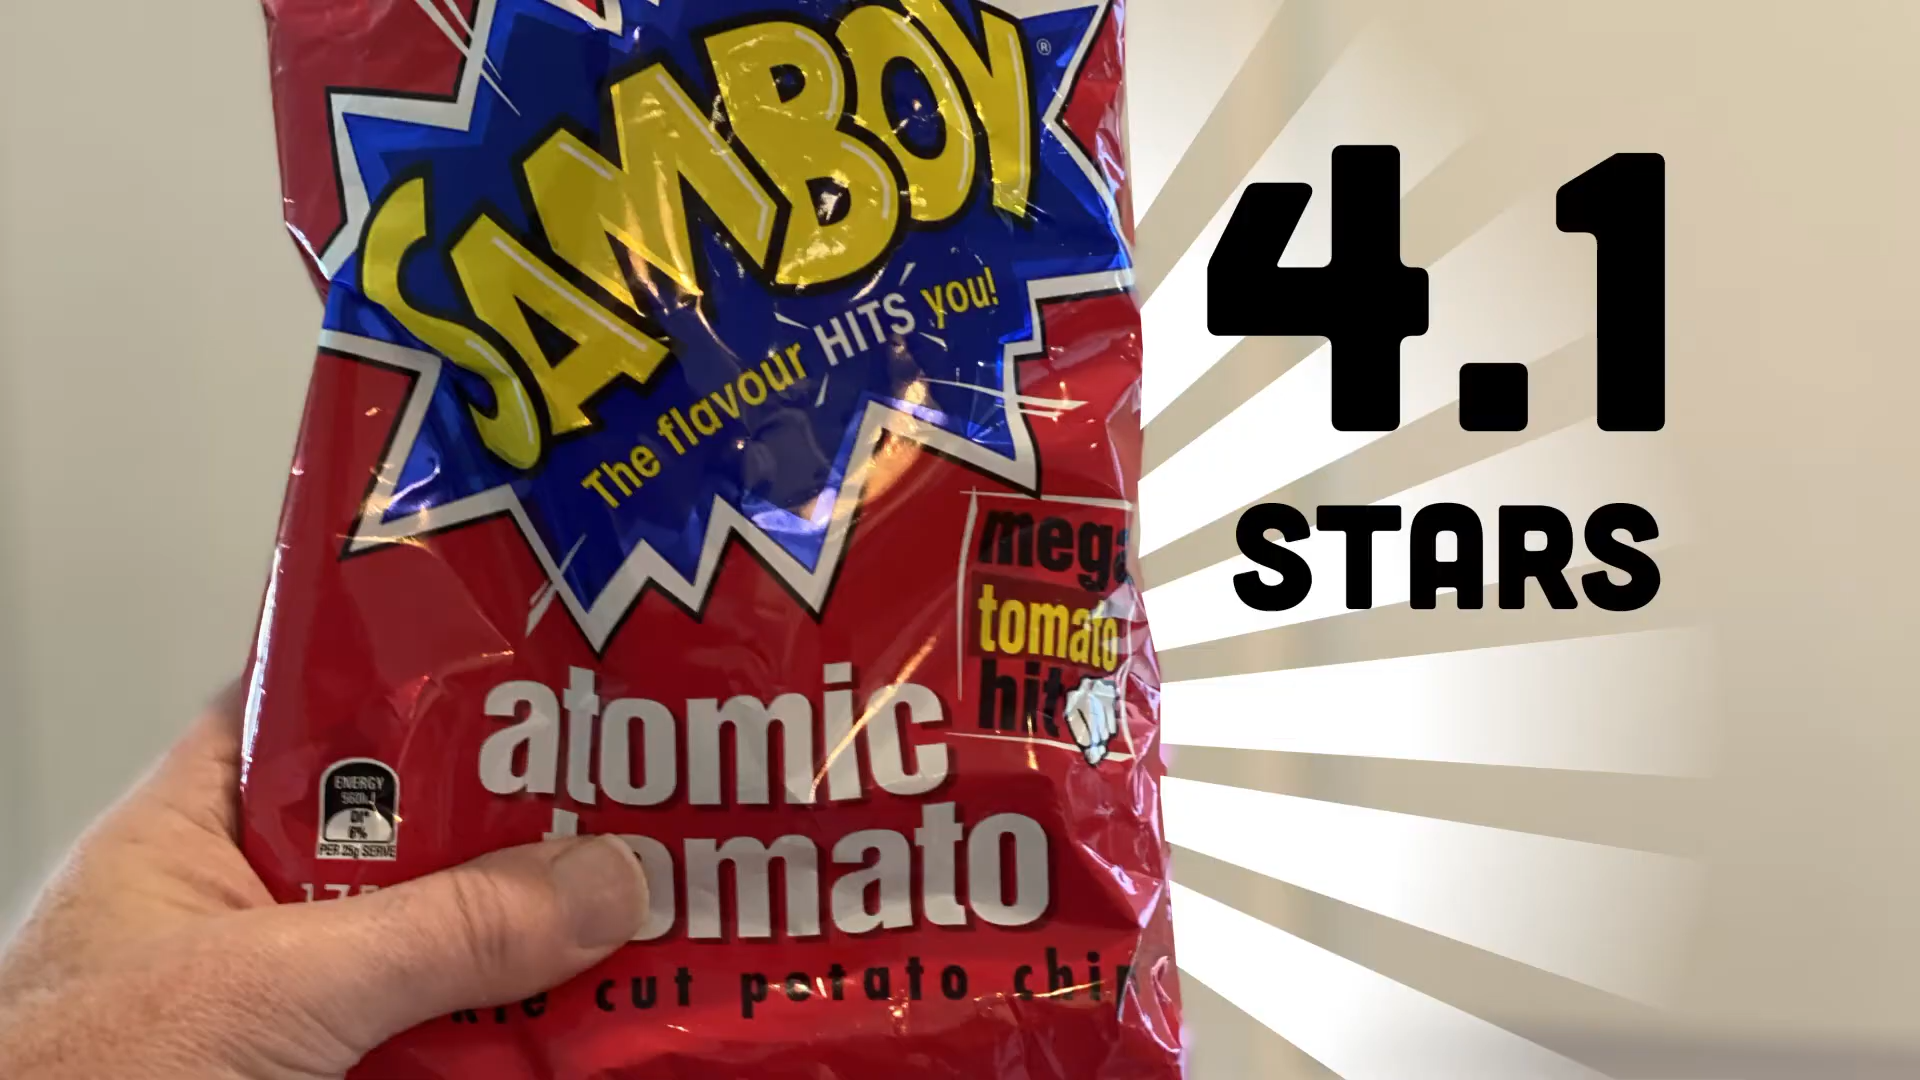 SAMBOY®
The flavour HITS you!
mega
tomato
hit
atomic
tomato
cut potato chip
ENERGY
560kJ
DI*
6%
PER 25g SERVE
4.1
STARS